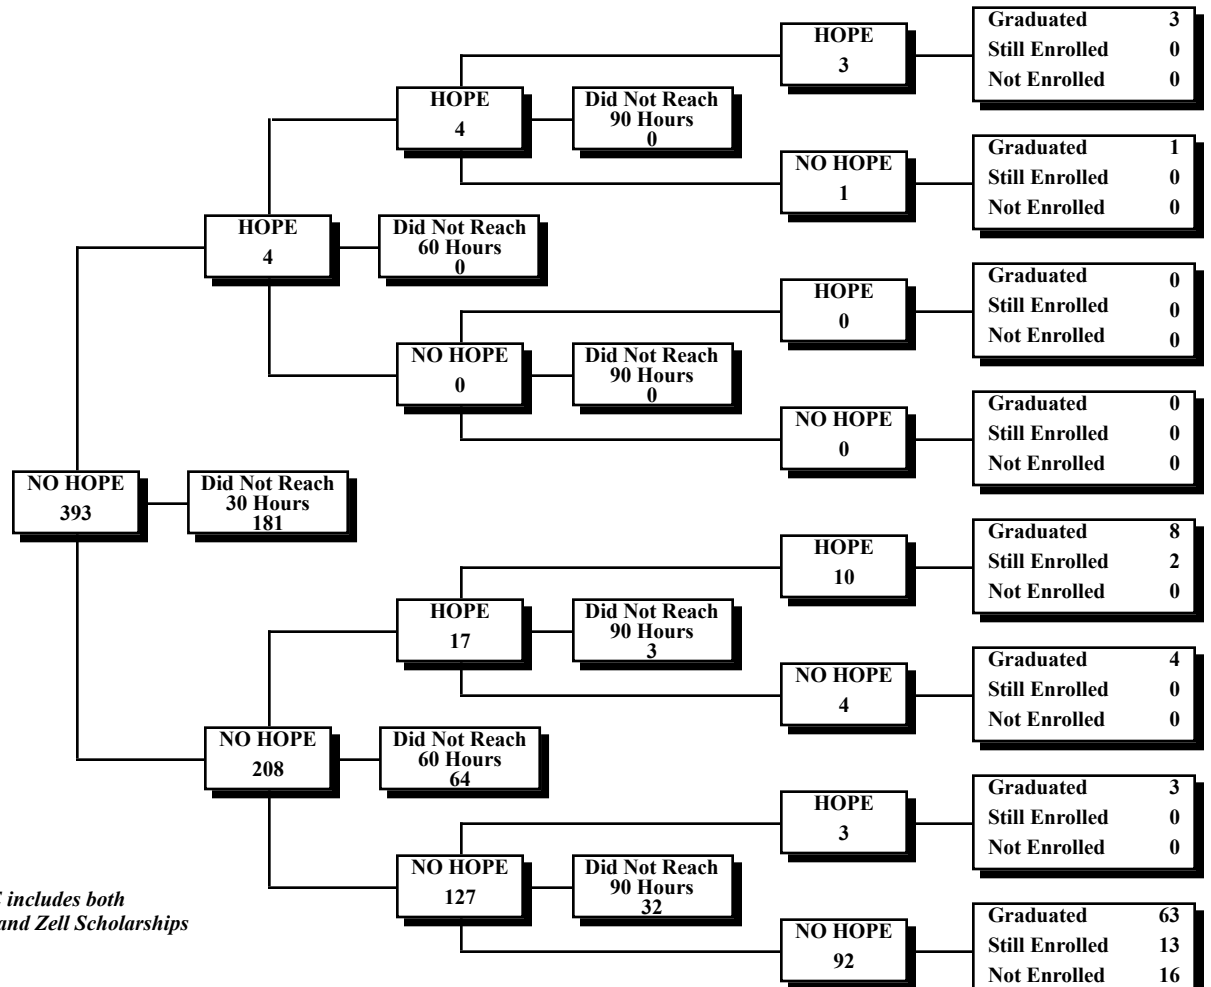 HOPE
3
Graduated 3
Still Enrolled 0
Not Enrolled 0
HOPE
4
Did Not Reach
90 Hours
0
NO HOPE
1
Graduated 1
Still Enrolled 0
Not Enrolled 0
HOPE
4
Did Not Reach
60 Hours
0
HOPE
0
Graduated 0
Still Enrolled 0
Not Enrolled 0
NO HOPE
0
Did Not Reach
90 Hours
0
NO HOPE
0
Graduated 0
Still Enrolled 0
Not Enrolled 0
NO HOPE
393
Did Not Reach
30 Hours
181
HOPE
10
Graduated 8
Still Enrolled 2
Not Enrolled 0
HOPE
17
Did Not Reach
90 Hours
3
NO HOPE
4
Graduated 4
Still Enrolled 0
Not Enrolled 0
NO HOPE
208
Did Not Reach
60 Hours
64
HOPE
3
Graduated 3
Still Enrolled 0
Not Enrolled 0
NO HOPE
127
Did Not Reach
90 Hours
32
NO HOPE
92
Graduated 63
Still Enrolled 13
Not Enrolled 16
includes both
and Zell Scholarships